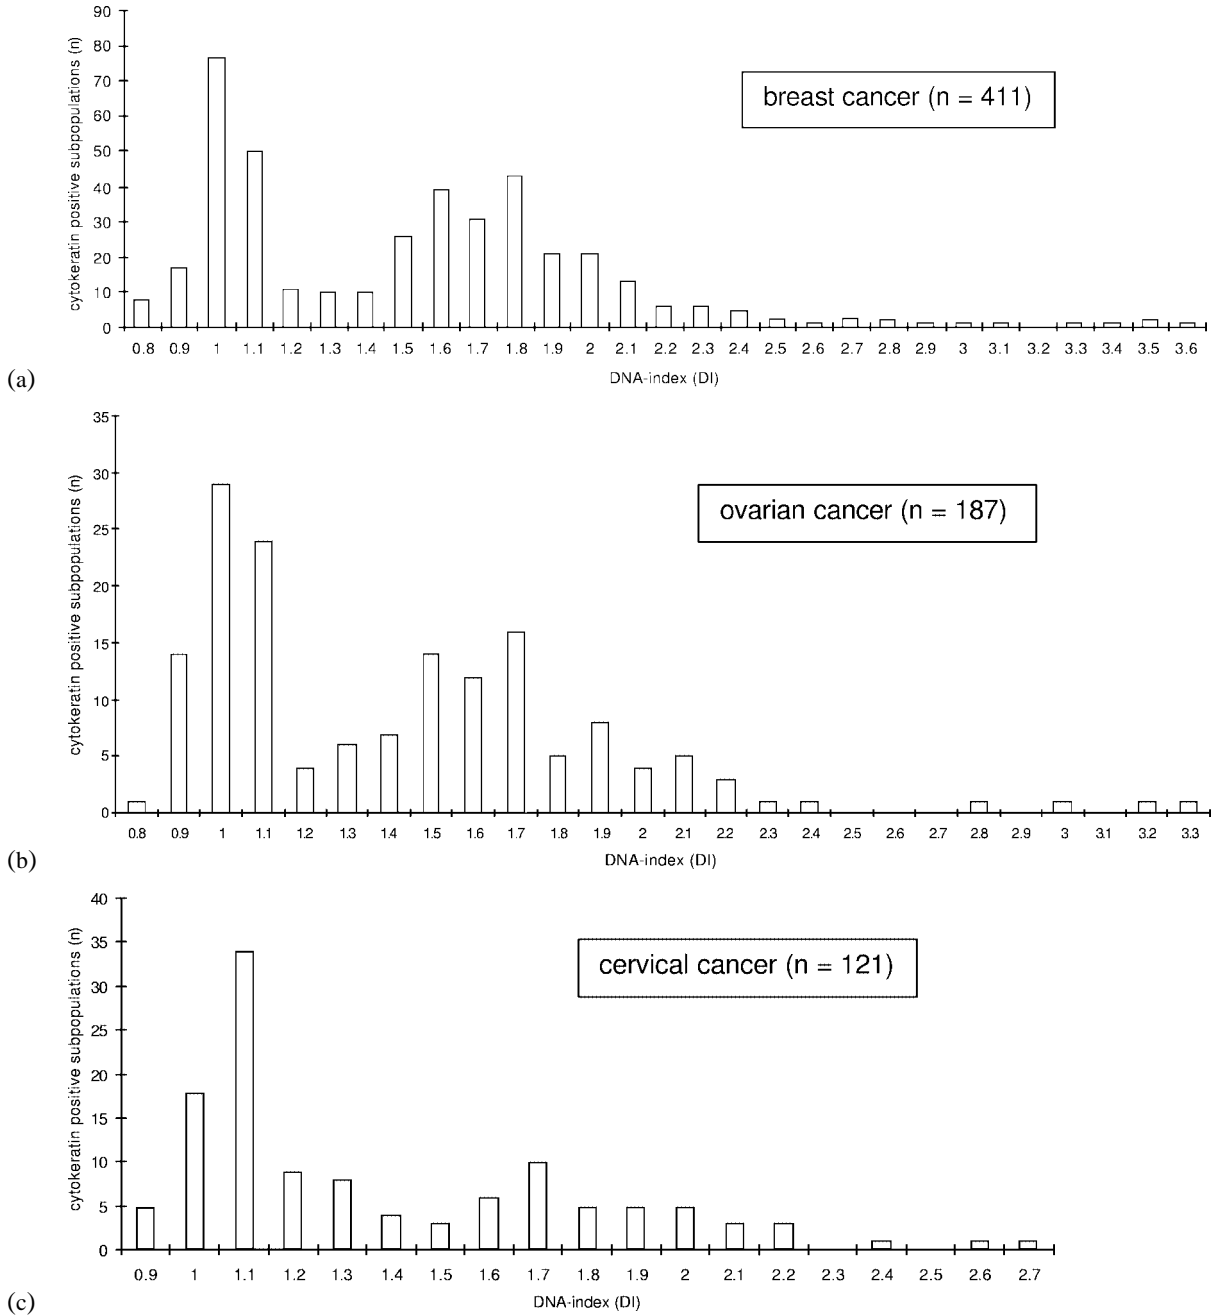 cytokeratin positive subpopulations (n)
90
80
70
60
50
40
30
20
10
0
breast cancer (n = 411)
0.8 0.9 1 1.1 1.2 1.3 1.4 1.5 1.6 1.7 1.8 1.9 2 2.1 2.2 2.3 2.4 2.5 2.6 2.7 2.8 2.9 3 3.1 3.2 3.3 3.4 3.5 3.6
DNA-index (DI)
(a)
cytokeratin positive subpopulations (n)
35
30
25
20
15
10
5
0
ovarian cancer (n = 187)
0.8 0.9 1 1.1 1.2 1.3 1.4 1.5 1.6 1.7 1.8 1.9 2 2.1 2.2 2.3 2.4 2.5 2.6 2.7 2.8 2.9 3 3.1 3.2 3.3
DNA-index (DI)
(b)
cytokeratin positive subpopulations (n)
40
35
30
25
20
15
10
5
0
cervical cancer (n = 121)
0.9 1 1.1 1.2 1.3 1.4 1.5 1.6 1.7 1.8 1.9 2 2.1 2.2 2.3 2.4 2.5 2.6 2.7
DNA-index (DI)
(c)